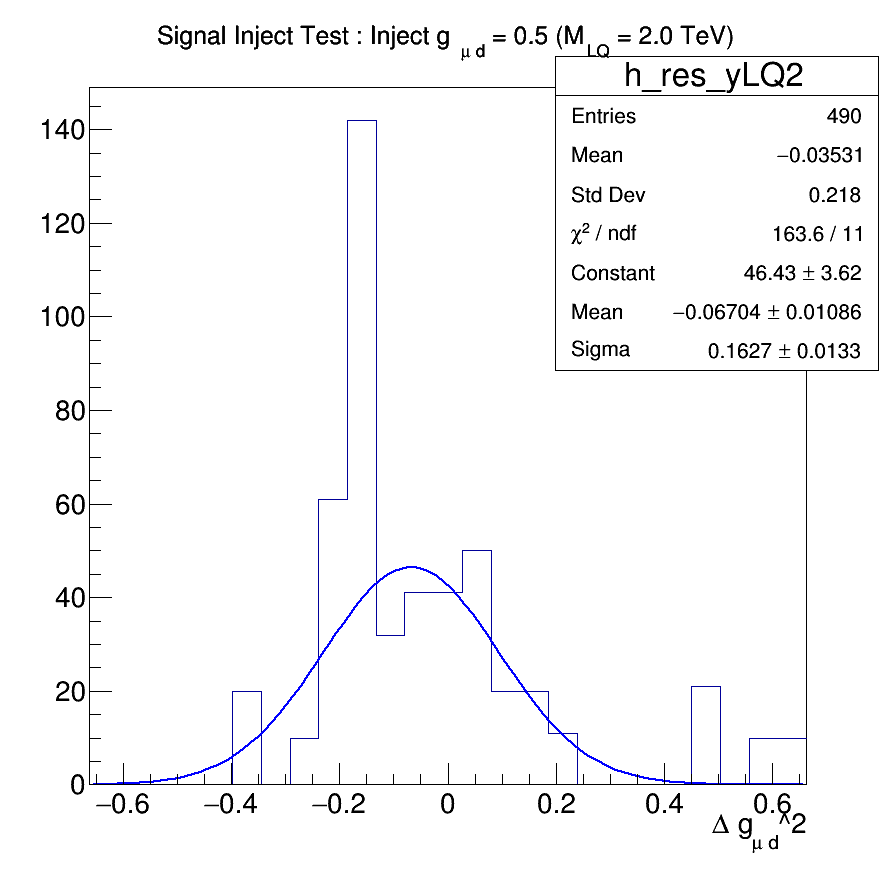 Signal Inject Test : Inject g μ d = 0.5 (M LQ = 2.0 TeV)
h_res_yLQ2
Entries 490
Mean −0.03531
Std Dev 0.218
χ² / ndf 163.6 / 11
Constant 46.43 ± 3.62
Mean −0.06704 ± 0.01086
Sigma 0.1627 ± 0.0133
140
120
100
80
60
40
20
0
−0.6 −0.4 −0.2 0 0.2 0.4 0.6
Δ g μ d ^2